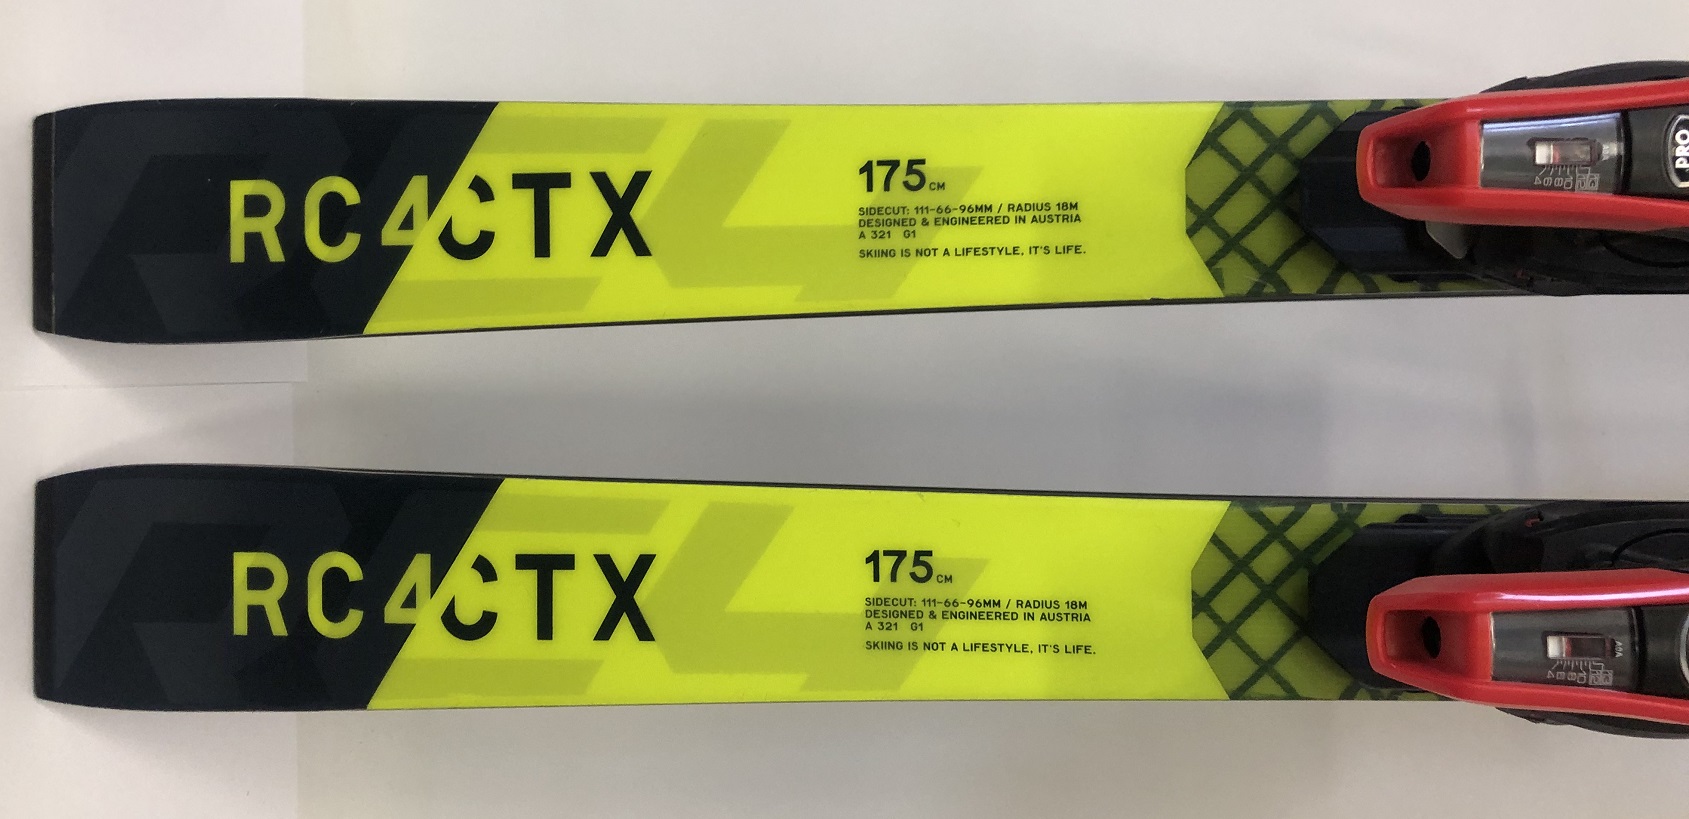 RC4CTX
175CM
SIDECUT: 111-66-96MM / RADIUS 18M
DESIGNED & ENGINEERED IN AUSTRIA
A 321 G1
SKIING IS NOT A LIFESTYLE, IT'S LIFE.
PRO
RC4CTX
175CM
SIDECUT: 111-66-96MM / RADIUS 18M
DESIGNED & ENGINEERED IN AUSTRIA
A 321 G1
SKIING IS NOT A LIFESTYLE, IT'S LIFE.